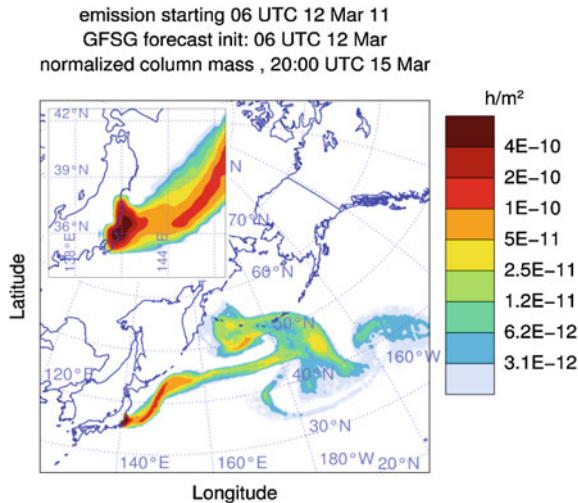 emission starting 06 UTC 12 Mar 11
GFSG forecast init: 06 UTC 12 Mar
normalized column mass , 20:00 UTC 15 Mar
h/m²
42°N
39°N
36°N
138°E
144°E
N
70°N
60°N
50°N
40°N
30°N
20°N
120°E
140°E
160°E
180°W
160°W
Latitude
Longitude
4E−10
2E−10
1E−10
5E−11
2.5E−11
1.2E−11
6.2E−12
3.1E−12